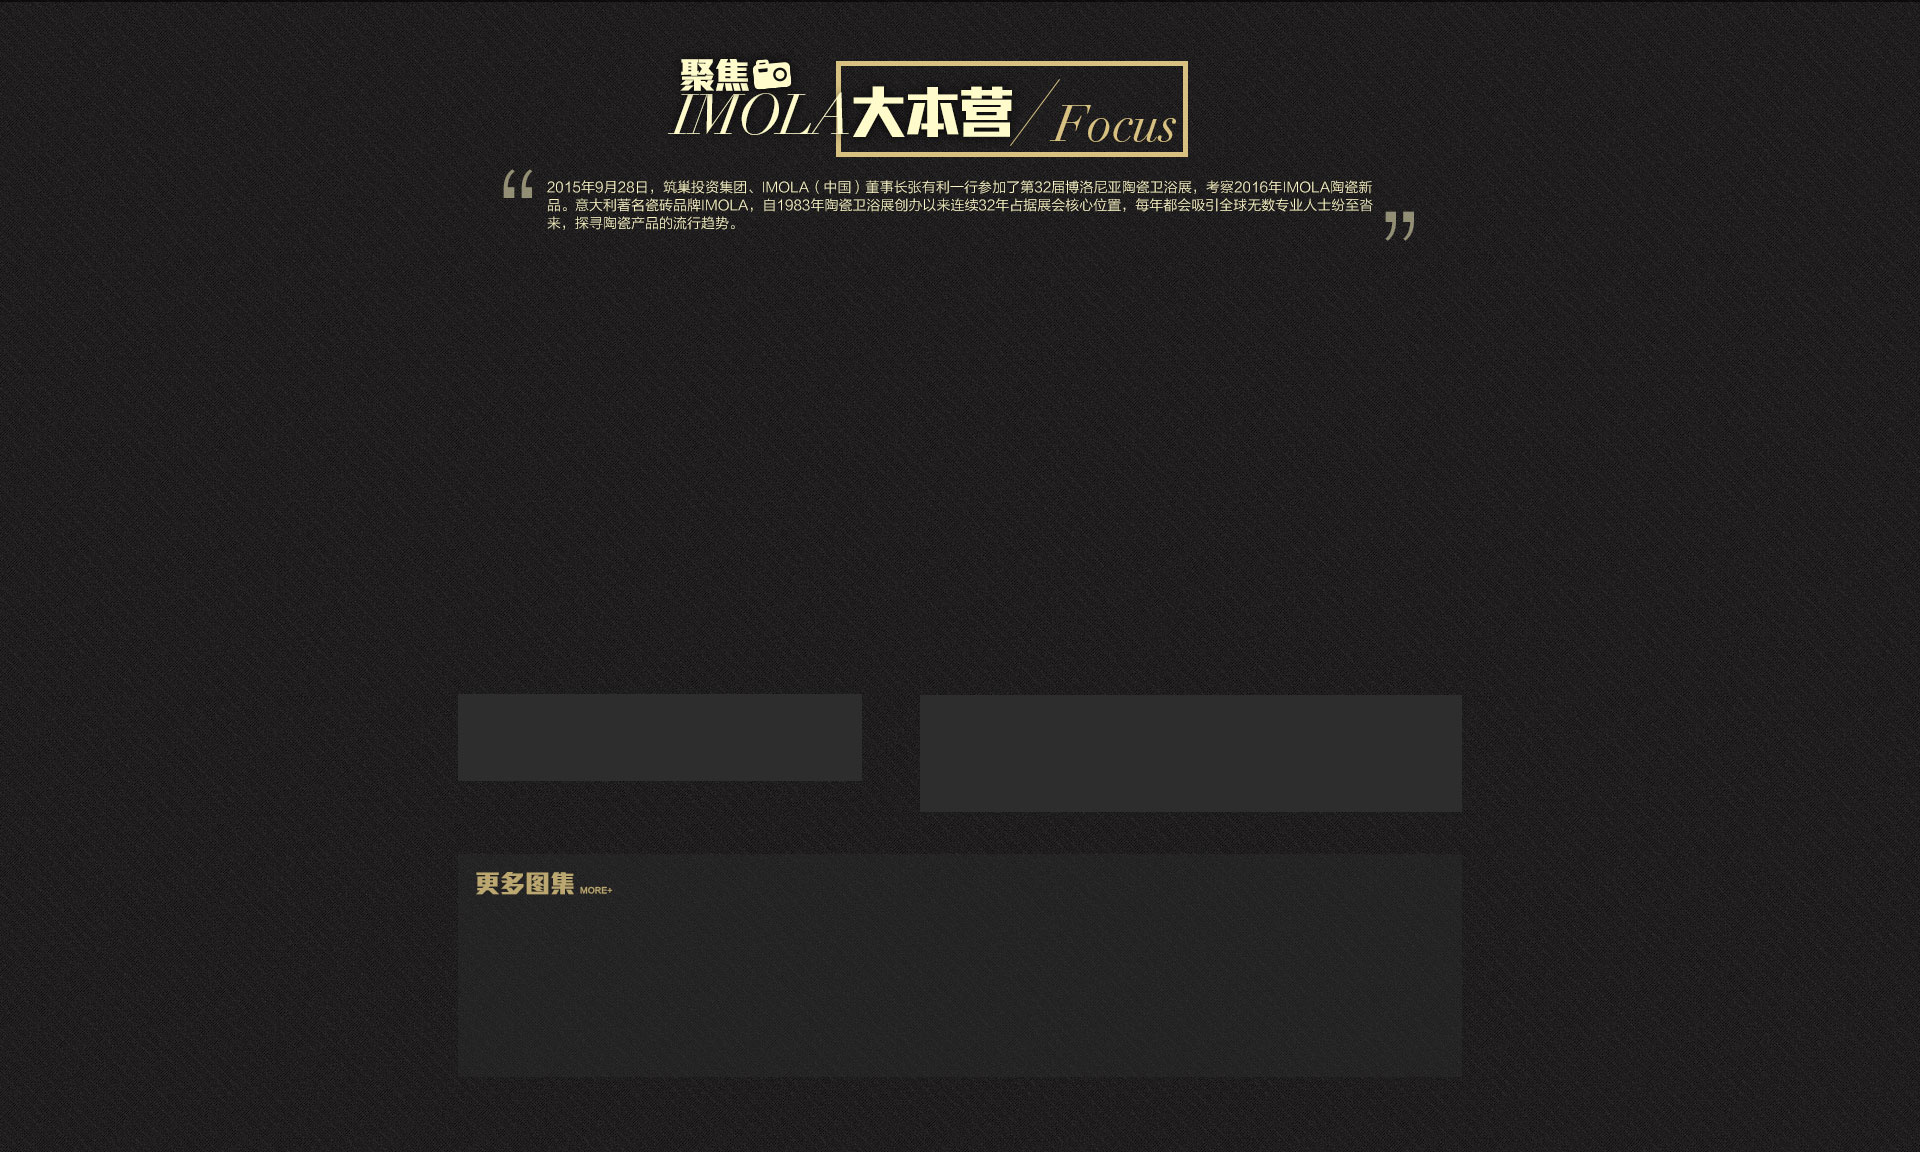 聚焦
IMOLA大本营/Focus
“2015年9月28日，筑巢投资集团、IMOLA（中国）董事长张有利一行参加了第32届博洛尼亚陶瓷卫浴展，考察2016年IMOLA陶瓷新
品。意大利著名瓷砖品牌IMOLA，自1983年陶瓷卫浴展创办以来连续32年占据展会核心位置，每年都会吸引全球无数专业人士纷至沓
来，探寻陶瓷产品的流行趋势。”
更多图集 MORE+